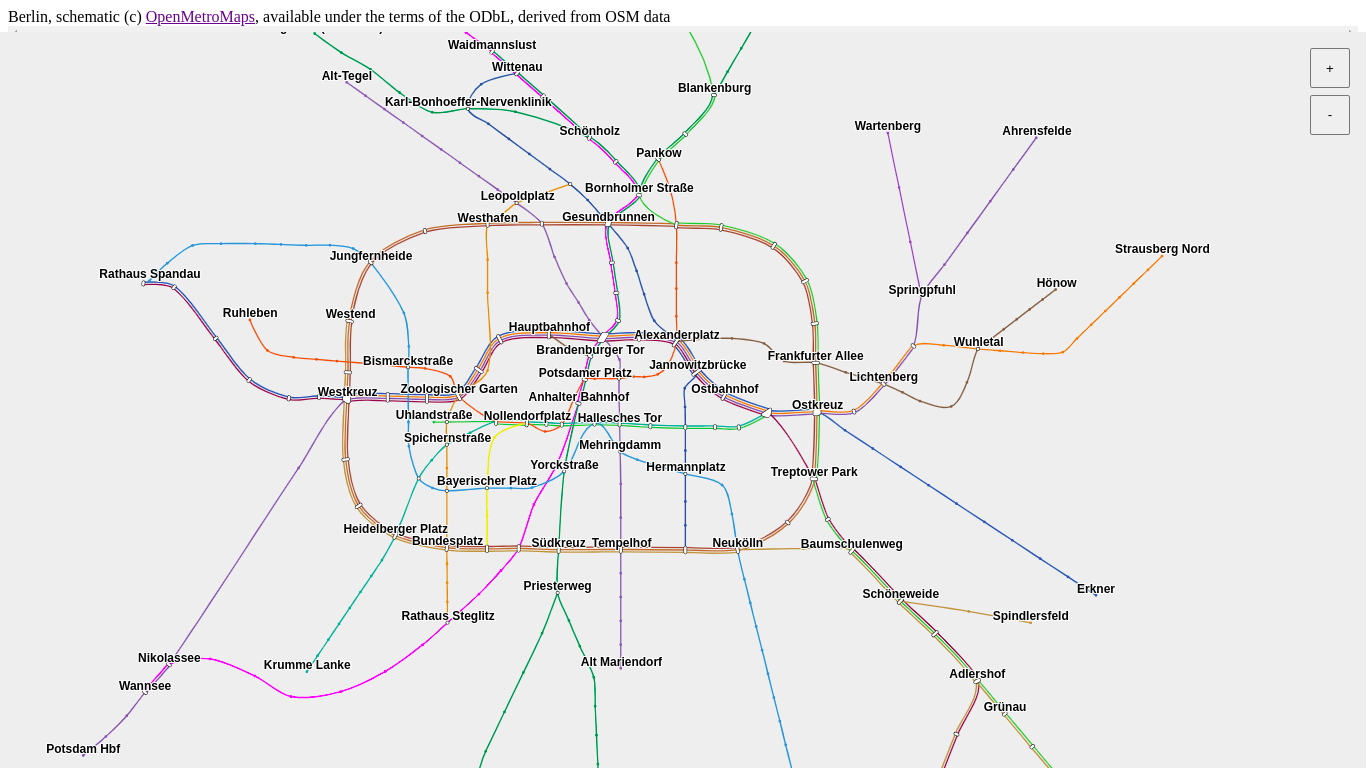 Berlin, schematic (c) OpenMetroMaps, available under the terms of the ODbL, derived from OSM data
Waidmannslust
Wittenau
Alt-Tegel
Karl-Bonhoeffer-Nervenklinik
Blankenburg
+
-
Schönholz
Wartenberg
Ahrensfelde
Pankow
Bornholmer Straße
Leopoldplatz
Westhafen
Gesundbrunnen
Jungfernheide
Strausberg Nord
Rathaus Spandau
Hönow
Springpfuhl
Ruhleben
Westend
Hauptbahnhof
Alexanderplatz
Wuhletal
Brandenburger Tor
Frankfurter Allee
Bismarckstraße
Jannowitzbrücke
Potsdamer Platz
Lichtenberg
Westkreuz
Zoologischer Garten
Ostbahnhof
Anhalter Bahnhof
Ostkreuz
Uhlandstraße
Nollendorfplatz
Hallesches Tor
Spichernstraße
Mehringdamm
Yorckstraße
Hermannplatz
Treptower Park
Bayerischer Platz
Heidelberger Platz
Bundesplatz
Südkreuz
Tempelhof
Neukölln
Baumschulenweg
Priesterweg
Erkner
Schöneweide
Rathaus Steglitz
Spindlersfeld
Nikolassee
Krumme Lanke
Alt Mariendorf
Adlershof
Wannsee
Grünau
Potsdam Hbf